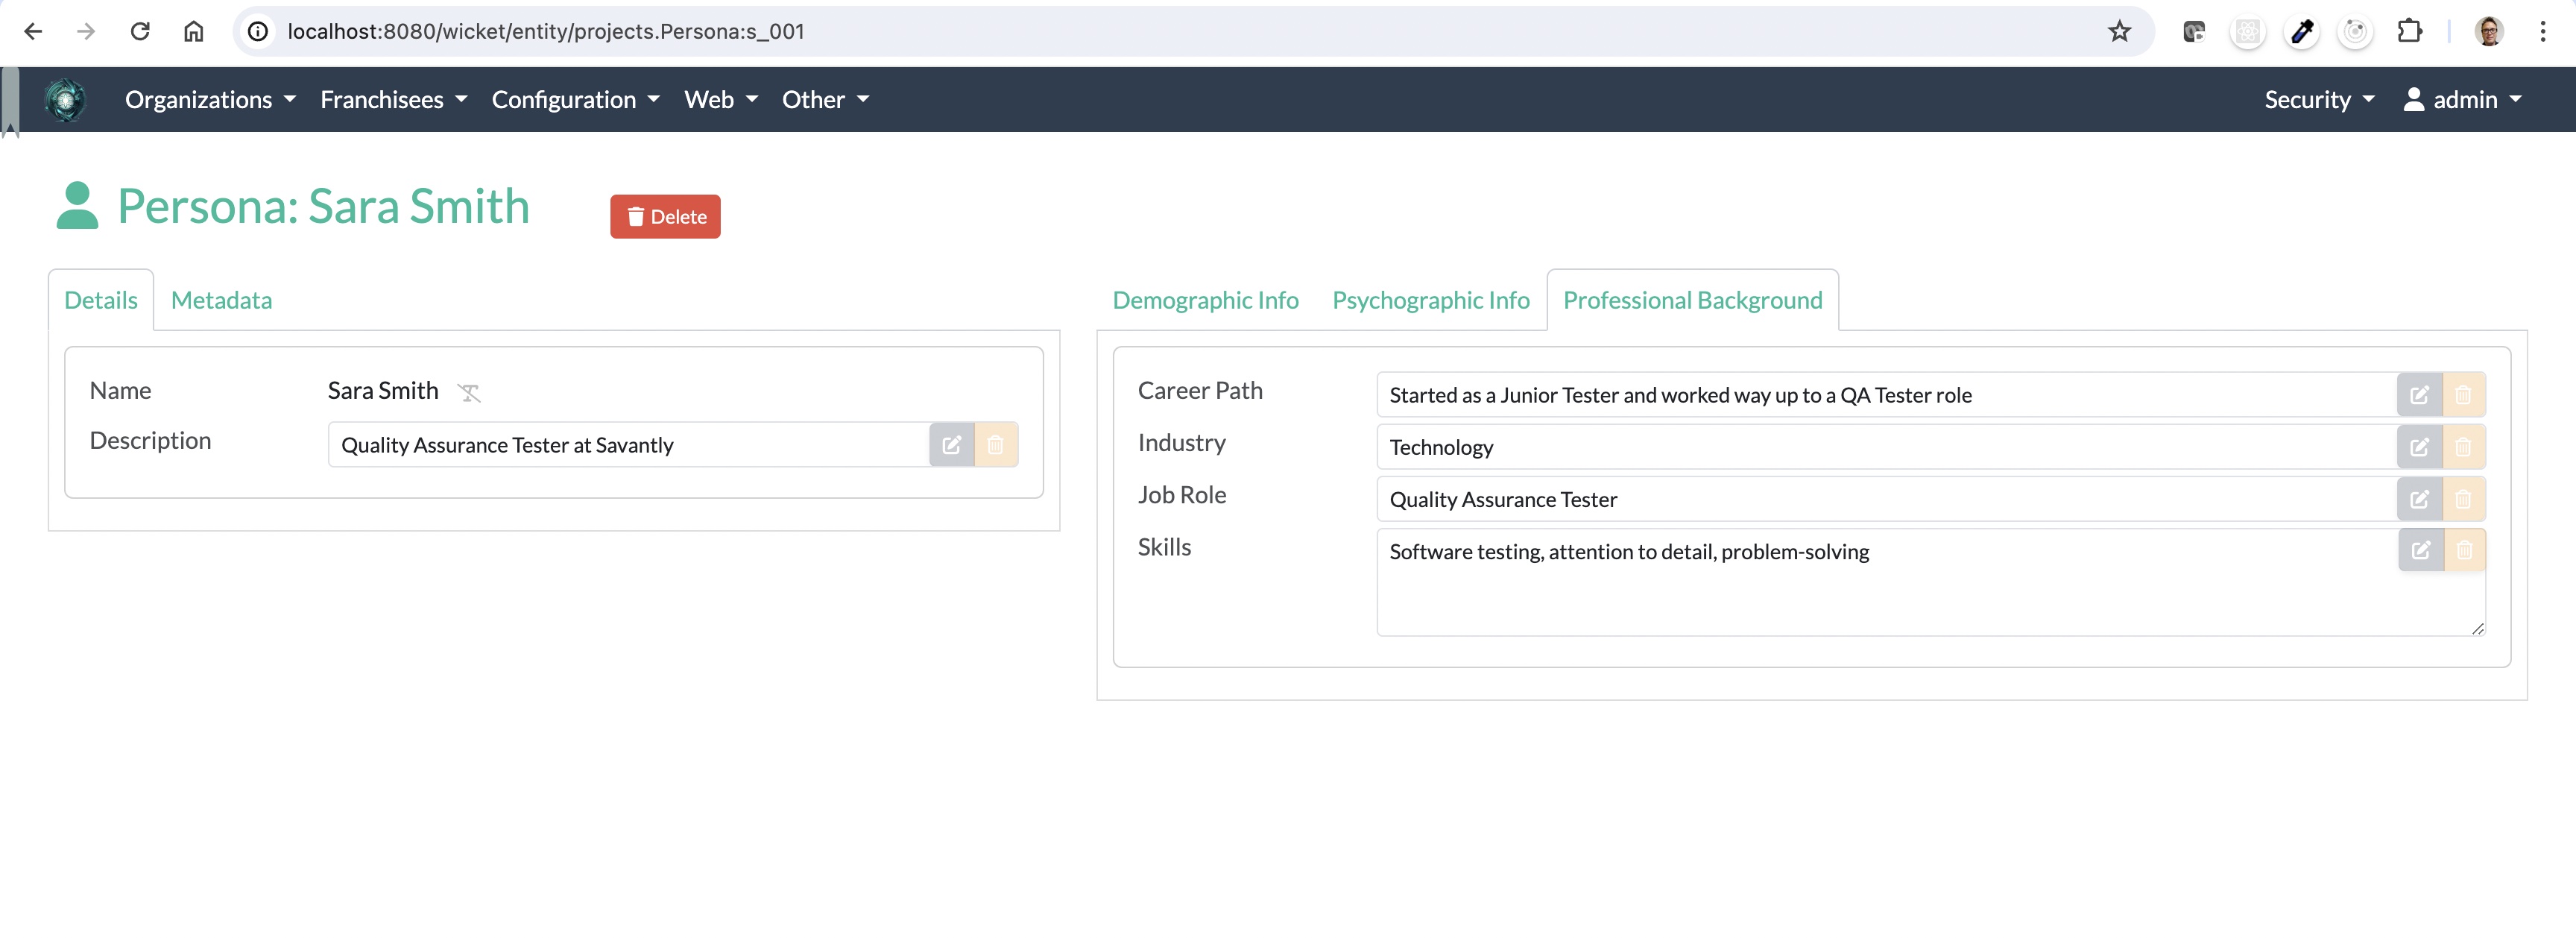 localhost:8080/wicket/entity/projects.Persona:s_001
Organizations Franchisees Configuration Web Other Security admin
Persona: Sara Smith Delete
Details Metadata
Name Sara Smith
Description Quality Assurance Tester at Savantly
Demographic Info Psychographic Info Professional Background
Career Path Started as a Junior Tester and worked way up to a QA Tester role
Industry Technology
Job Role Quality Assurance Tester
Skills Software testing, attention to detail, problem-solving